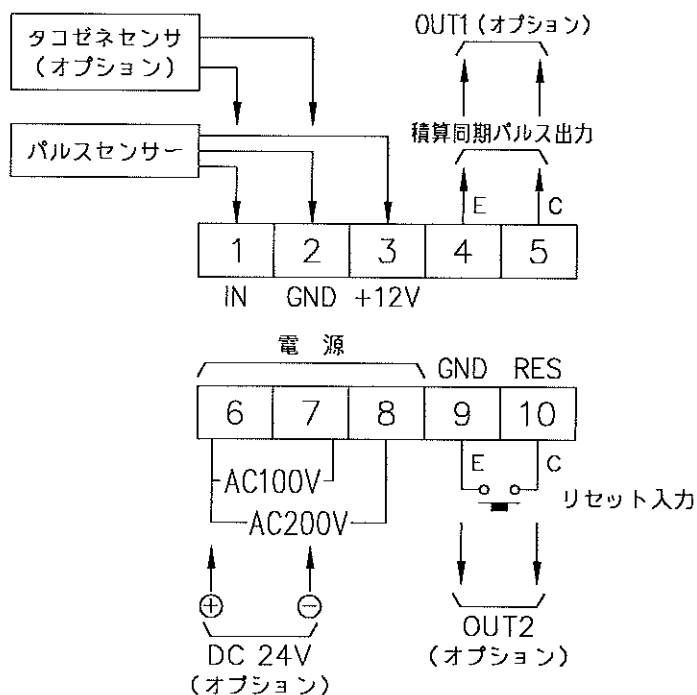 タコゼネセンサ
(オプション)
OUT1 (オプション)
積算同期パルス出力
パルスセンサー
E C
1 2 3 4 5
IN GND +12V
電 源
GND RES
6 7 8 9 10
E C
AC100V
AC200V
リセット入力
⊕ ⊖
DC 24V
(オプション)
OUT2
(オプション)